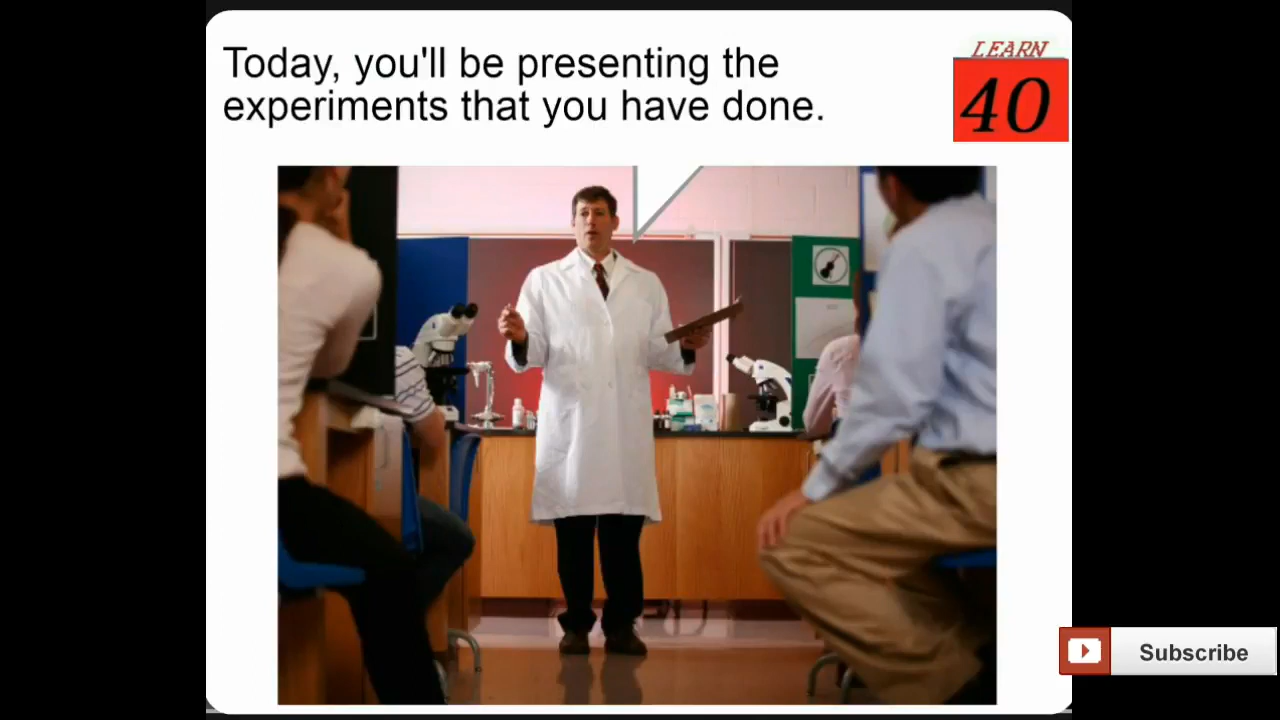 Today, you'll be presenting the
experiments that you have done.
LEARN
40
Subscribe